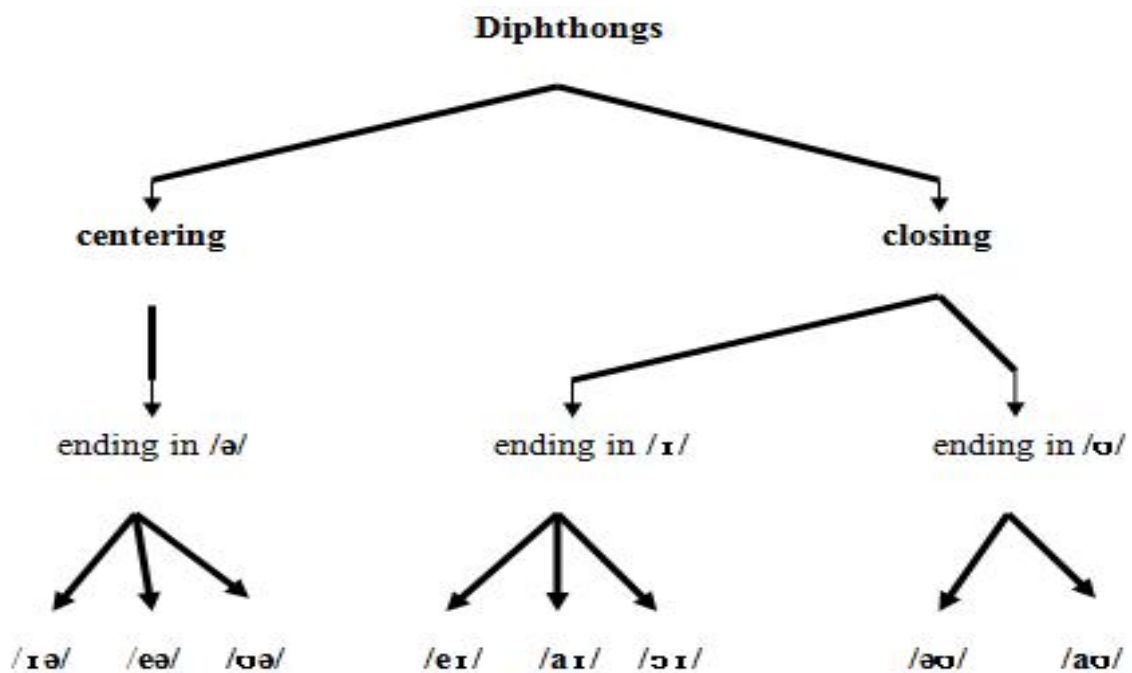 Diphthongs
centering closing
ending in /ə/ ending in /ɪ/ ending in /ʊ/
/ɪə/ /eə/ /ʊə/ /eɪ/ /aɪ/ /ɔɪ/ /əʊ/ /aʊ/